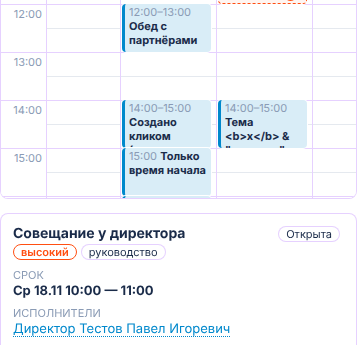 12:00
12:00–13:00
Обед с
партнёрами
13:00
14:00
14:00–15:00
Создано
кликом
14:00–15:00
Тема
<b>x</b> &
15:00
15:00 Только
время начала
Совещание у директора
Открыта
высокий
руководство
СРОК
Ср 18.11 10:00 — 11:00
ИСПОЛНИТЕЛИ
Директор Тестов Павел Игоревич